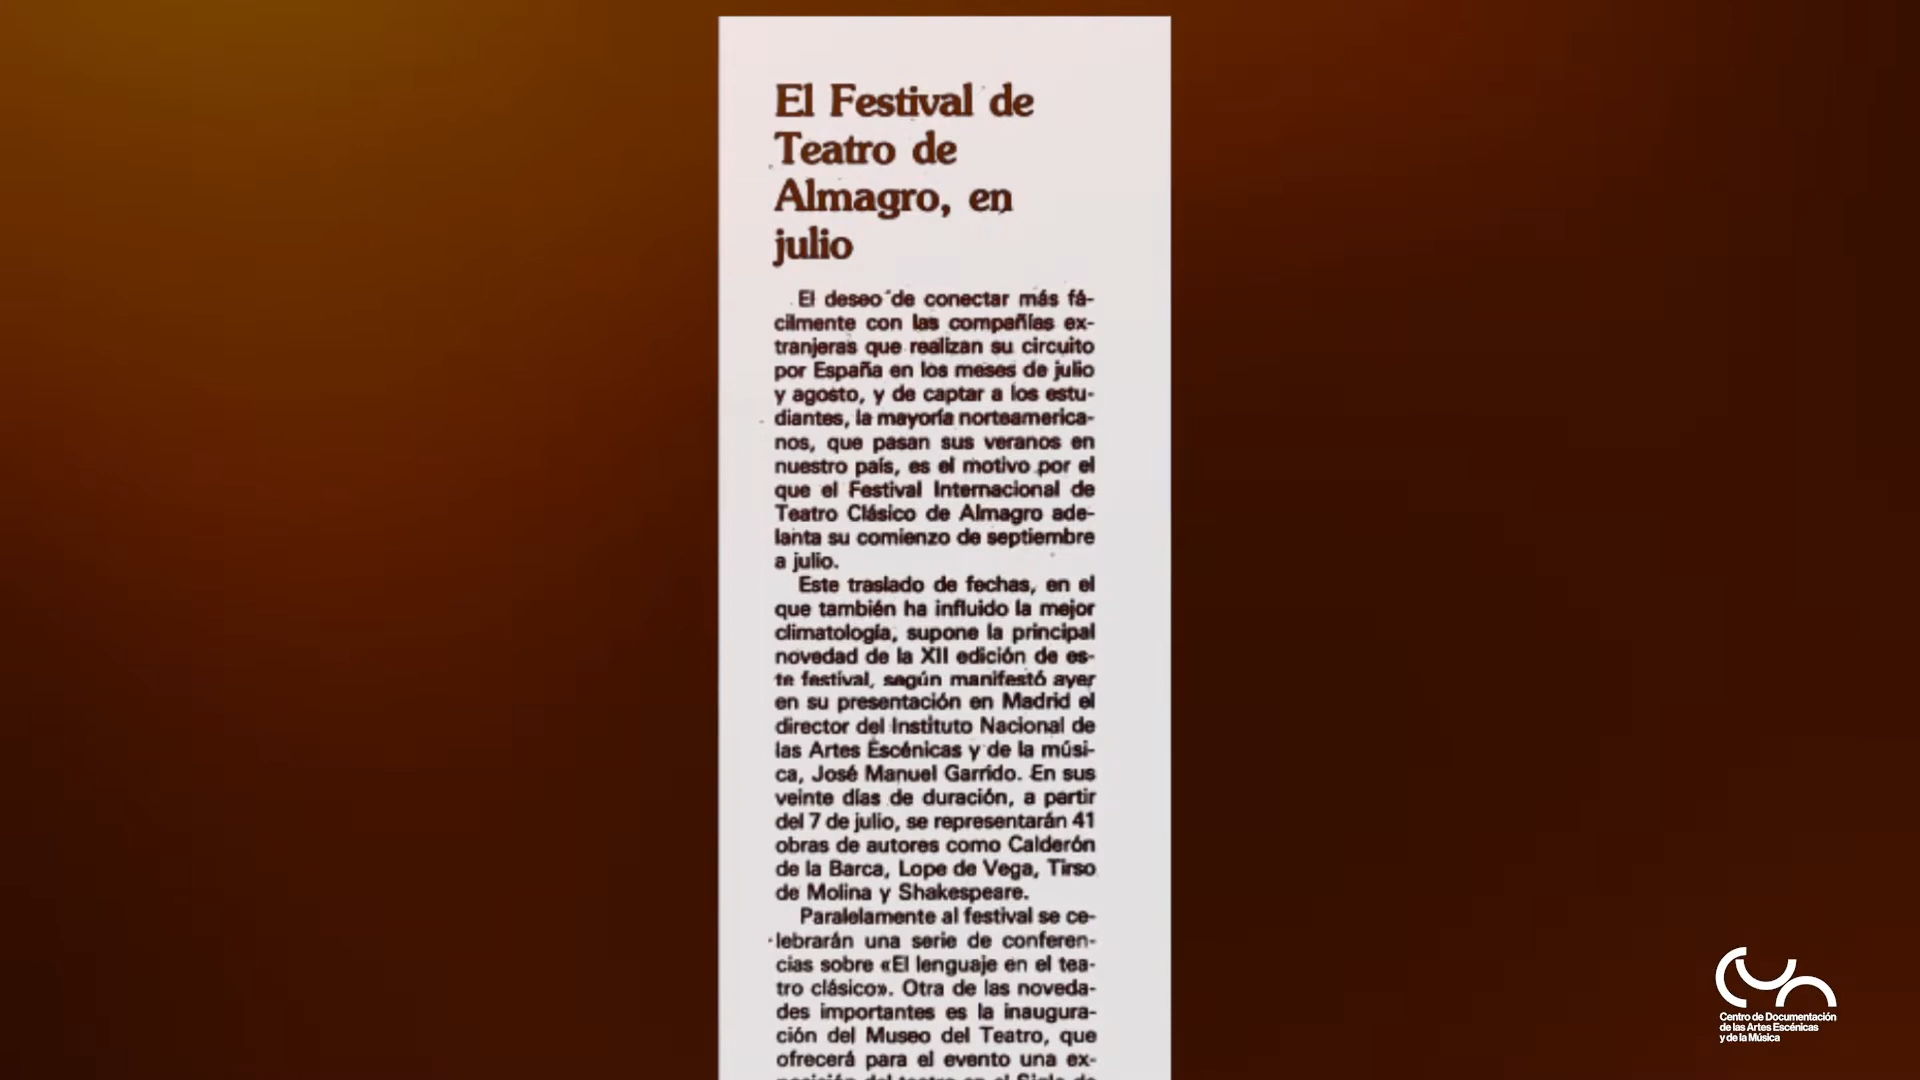 El Festival de
Teatro de
Almagro, en
julio
El deseo de conectar más fá-
cilmente con las compañías ex-
tranjeras que realizan su circuito
por España en los meses de julio
y agosto, y de captar a los estu-
diantes, la mayoría norteamerica-
nos, que pasan sus veranos en
nuestro país, es el motivo por el
que el Festival Internacional de
Teatro Clásico de Almagro ade-
lanta su comienzo de septiembre
a julio.
Este traslado de fechas, en el
que también ha influido la mejor
climatología, supone la principal
novedad de la XII edición de es-
te festival, según manifestó ayer
en su presentación en Madrid el
director del Instituto Nacional de
las Artes Escénicas y de la músi-
ca, José Manuel Garrido. En sus
veinte días de duración, a partir
del 7 de julio, se representarán 41
obras de autores como Calderón
de la Barca, Lope de Vega, Tirso
de Molina y Shakespeare.
Paralelamente al festival se ce-
lebrarán una serie de conferen-
cias sobre «El lenguaje en el tea-
tro clásico». Otra de las noveda-
des importantes es la inaugura-
ción del Museo del Teatro, que
ofrecerá para el evento una ex-
posición del teatro en el Siglo de
Centro de Documentación
de las Artes Escénicas
y de la Música